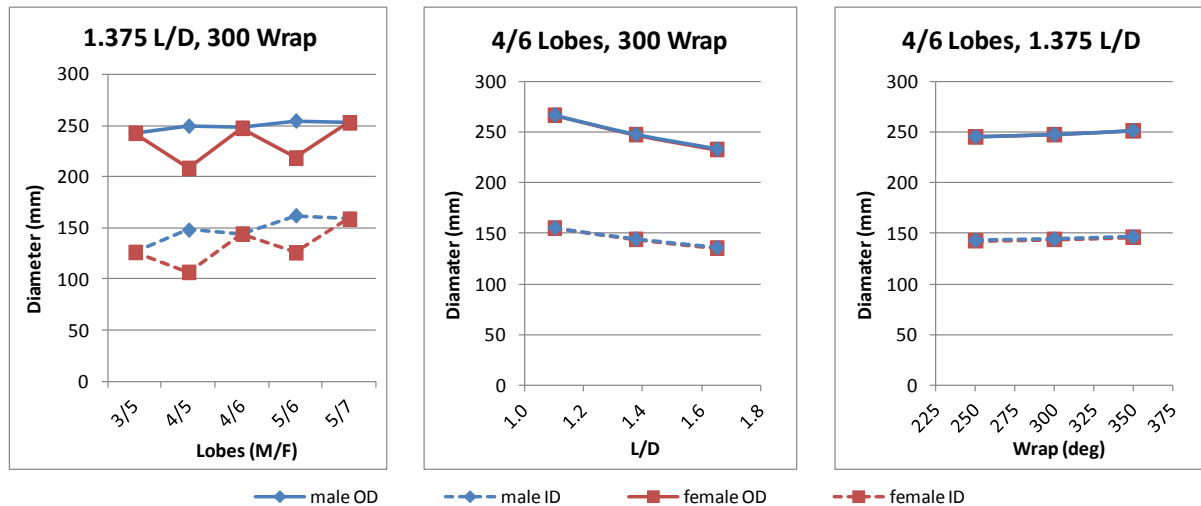 1.375 L/D, 300 Wrap
300
250
200
150
100
50
0
Diameter (mm)
3/5 4/5 4/6 5/6 5/7
Lobes (M/F)
4/6 Lobes, 300 Wrap
300
250
200
150
100
50
0
Diamater (mm)
1.0 1.2 1.4 1.6 1.8
L/D
4/6 Lobes, 1.375 L/D
300
250
200
150
100
50
0
Diamater (mm)
225 250 275 300 325 350 375
Wrap (deg)
male OD male ID female OD female ID